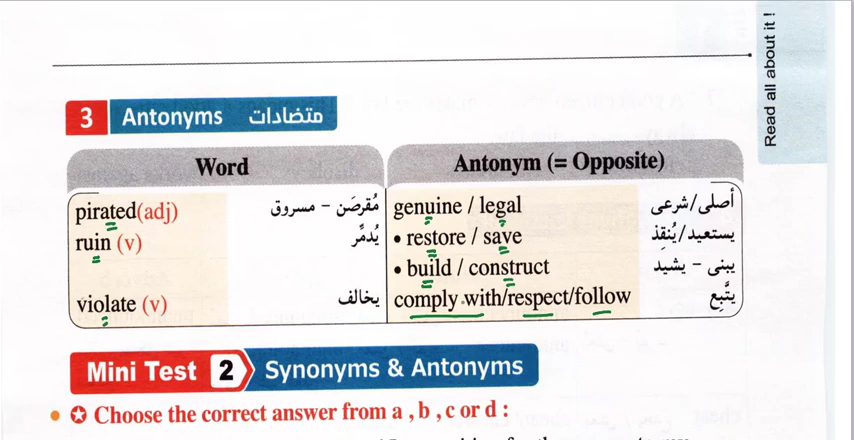 Read all about it !
3 Antonyms متضادات
Word Antonym (= Opposite)
pirated(adj) مُقرصَن - مسروق genuine / legal أصلى/شرعى
ruin (v) يُدمِّر • restore / save يستعيد/يُنقِذ
• build / construct يبنى - يشيد
violate (v) يخالف comply with/respect/follow يتَّبِع
Mini Test 2 Synonyms & Antonyms
Choose the correct answer from a , b , c or d :